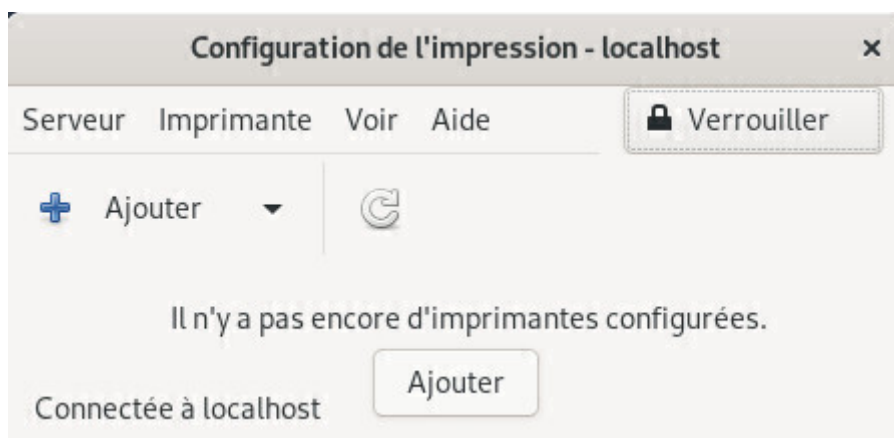 Configuration de l'impression - localhost ×
Serveur Imprimante Voir Aide Verrouiller
Ajouter
Il n'y a pas encore d'imprimantes configurées.
Ajouter
Connectée à localhost